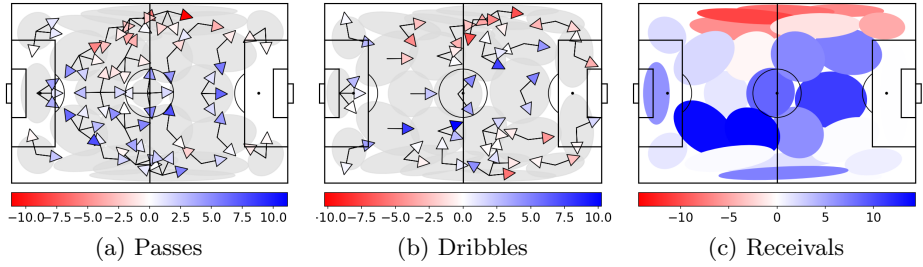 −10.0 −7.5 −5.0 −2.5 0.0 2.5 5.0 7.5 10.0
-10.0 −7.5 −5.0 −2.5 0.0 2.5 5.0 7.5 10.0
−10 −5 0 5 10
(a) Passes
(b) Dribbles
(c) Receivals